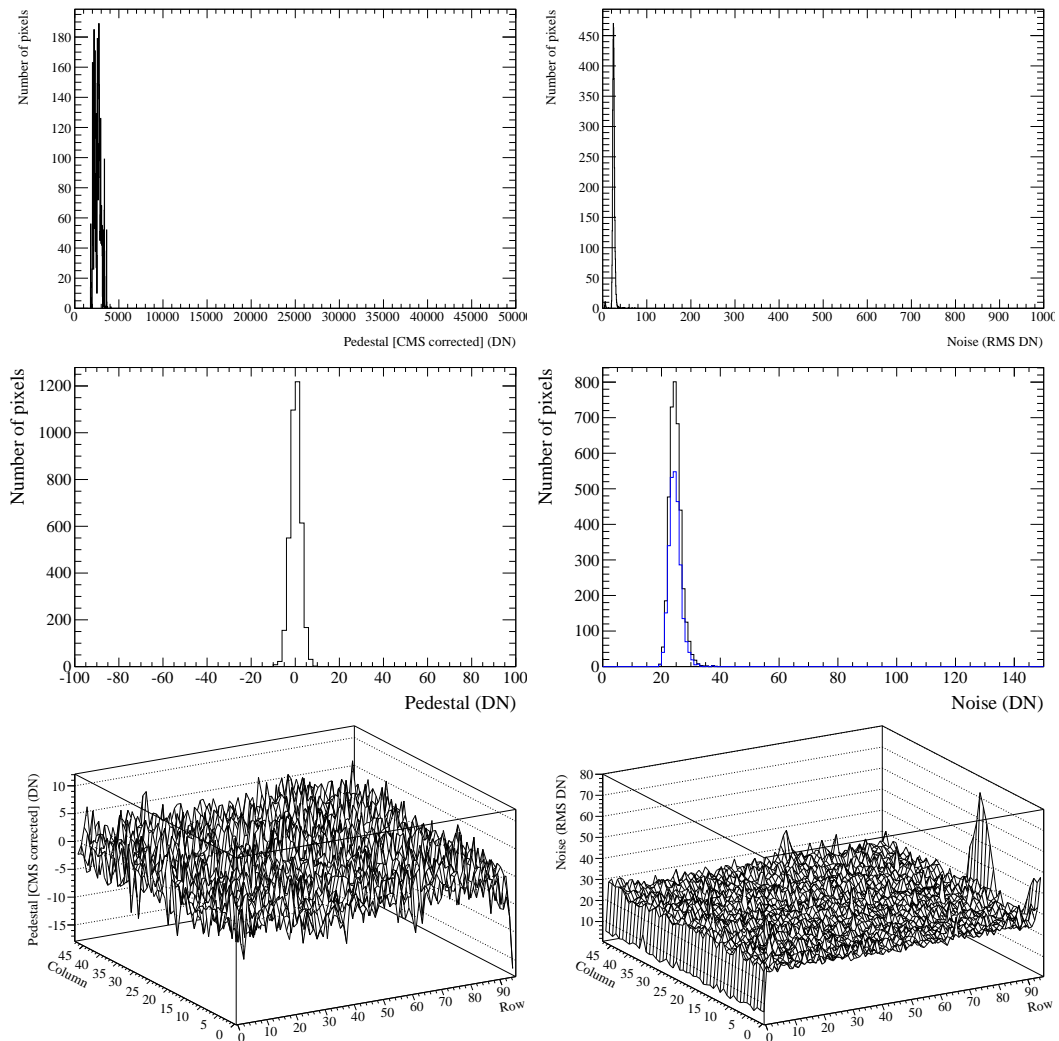 Number of pixels
180
160
140
120
100
80
60
40
20
0
0 5000 10000 15000 20000 25000 30000 35000 40000 45000 5000
Pedestal [CMS corrected] (DN)
Number of pixels
450
400
350
300
250
200
150
100
50
0
0 100 200 300 400 500 600 700 800 900 1000
Noise (RMS DN)
Number of pixels
1200
1000
800
600
400
200
0
-100 -80 -60 -40 -20 0 20 40 60 80 100
Pedestal (DN)
Number of pixels
800
700
600
500
400
300
200
100
0
0 20 40 60 80 100 120 140
Noise (DN)
Pedestal [CMS corrected] (DN)
10
5
0
-5
-10
-15
45 40 35 30 25 20 15 10 5 0
Column
0 10 20 30 40 50 60 70 80 90
Row
Noise (RMS DN)
80
70
60
50
40
30
20
10
45 40 35 30 25 20 15 10 5 0
Column
0 10 20 30 40 50 60 70 80 90
Row